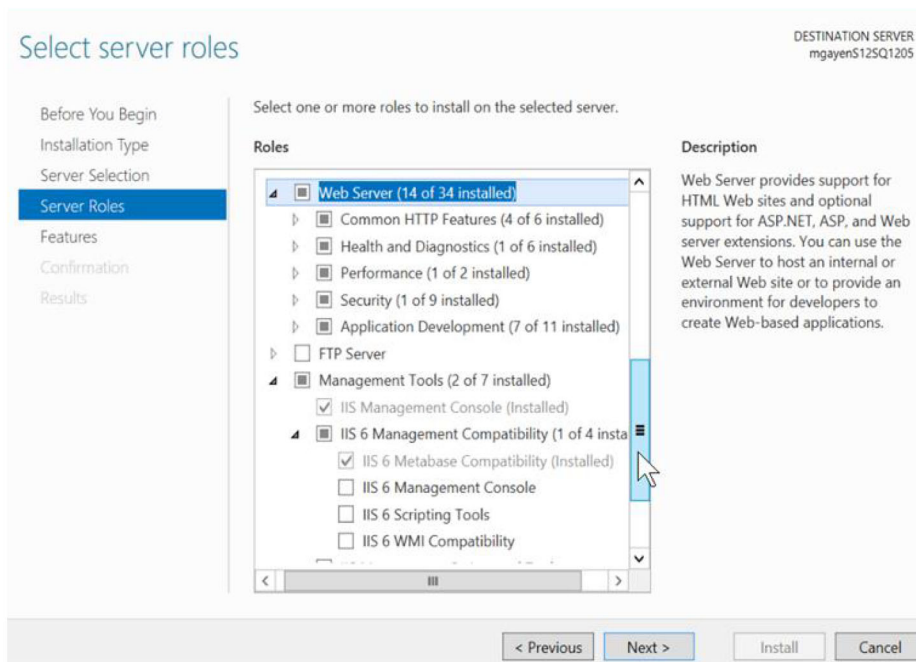 Select server roles
DESTINATION SERVER
mgayenS12SQ1205
Before You Begin
Installation Type
Server Selection
Server Roles
Features
Confirmation
Results
Select one or more roles to install on the selected server.
Roles
Web Server (14 of 34 installed)
Common HTTP Features (4 of 6 installed)
Health and Diagnostics (1 of 6 installed)
Performance (1 of 2 installed)
Security (1 of 9 installed)
Application Development (7 of 11 installed)
FTP Server
Management Tools (2 of 7 installed)
IIS Management Console (Installed)
IIS 6 Management Compatibility (1 of 4 insta
IIS 6 Metabase Compatibility (Installed)
IIS 6 Management Console
IIS 6 Scripting Tools
IIS 6 WMI Compatibility
Description
Web Server provides support for
HTML Web sites and optional
support for ASP.NET, ASP, and Web
server extensions. You can use the
Web Server to host an internal or
external Web site or to provide an
environment for developers to
create Web-based applications.
< Previous
Next >
Install
Cancel